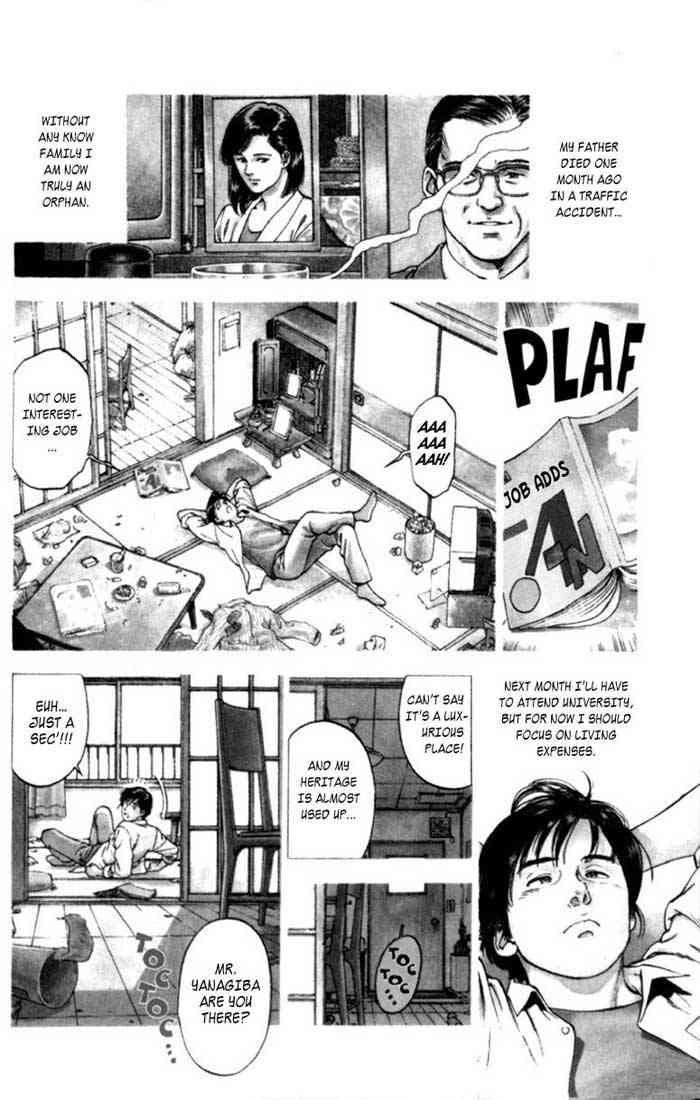 MY FATHER
DIED ONE
MONTH AGO
IN A TRAFFIC
ACCIDENT...
WITHOUT
ANY KNOW
FAMILY I
AM NOW
TRULY AN
ORPHAN.
PLAF
JOB ADDS
AN
AAA
AAA
AAA
AAH!
NOT ONE
INTEREST-
ING JOB
...
NEXT MONTH I'LL HAVE
TO ATTEND UNIVERSITY,
BUT FOR NOW I SHOULD
FOCUS ON LIVING
EXPENSES.
CAN'T SAY
IT'S A LUX-
URIOUS
PLACE!
AND MY
HERITAGE
IS ALMOST
USED UP...
TOC
TOC
...
EUH...
JUST A
SEC'!!!
TOC
TOC
...
MR.
YANAGIBA
ARE YOU
THERE?